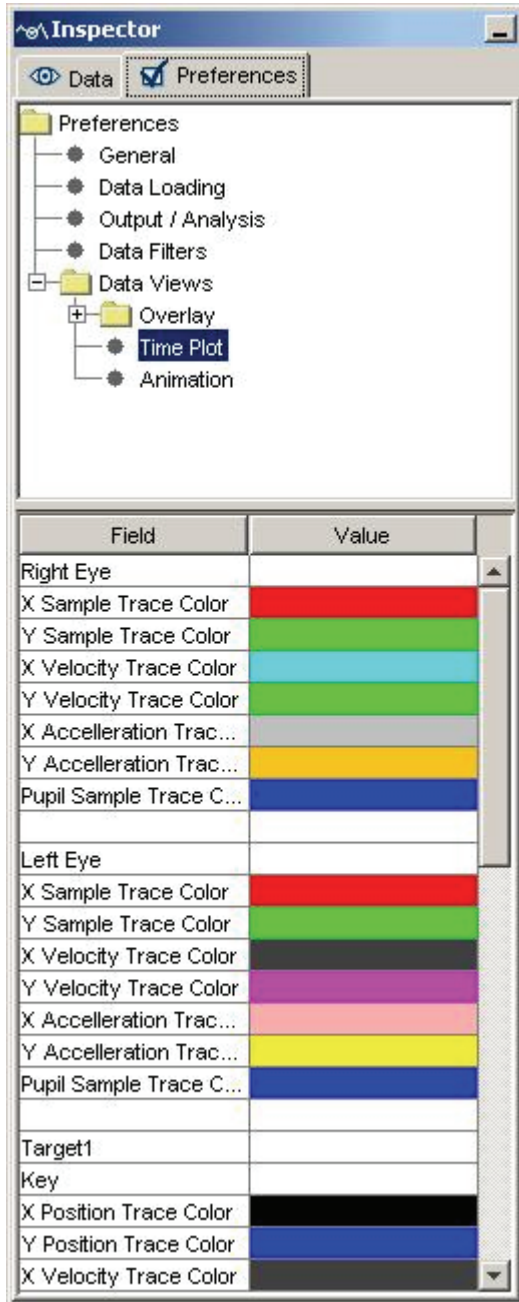 Inspector
Data Preferences
Preferences
General
Data Loading
Output / Analysis
Data Filters
Data Views
Overlay
Time Plot
Animation
Field Value
Right Eye
X Sample Trace Color
Y Sample Trace Color
X Velocity Trace Color
Y Velocity Trace Color
X Accelleration Trac...
Y Accelleration Trac...
Pupil Sample Trace C...
Left Eye
X Sample Trace Color
Y Sample Trace Color
X Velocity Trace Color
Y Velocity Trace Color
X Accelleration Trac...
Y Accelleration Trac...
Pupil Sample Trace C...
Target1
Key
X Position Trace Color
Y Position Trace Color
X Velocity Trace Color